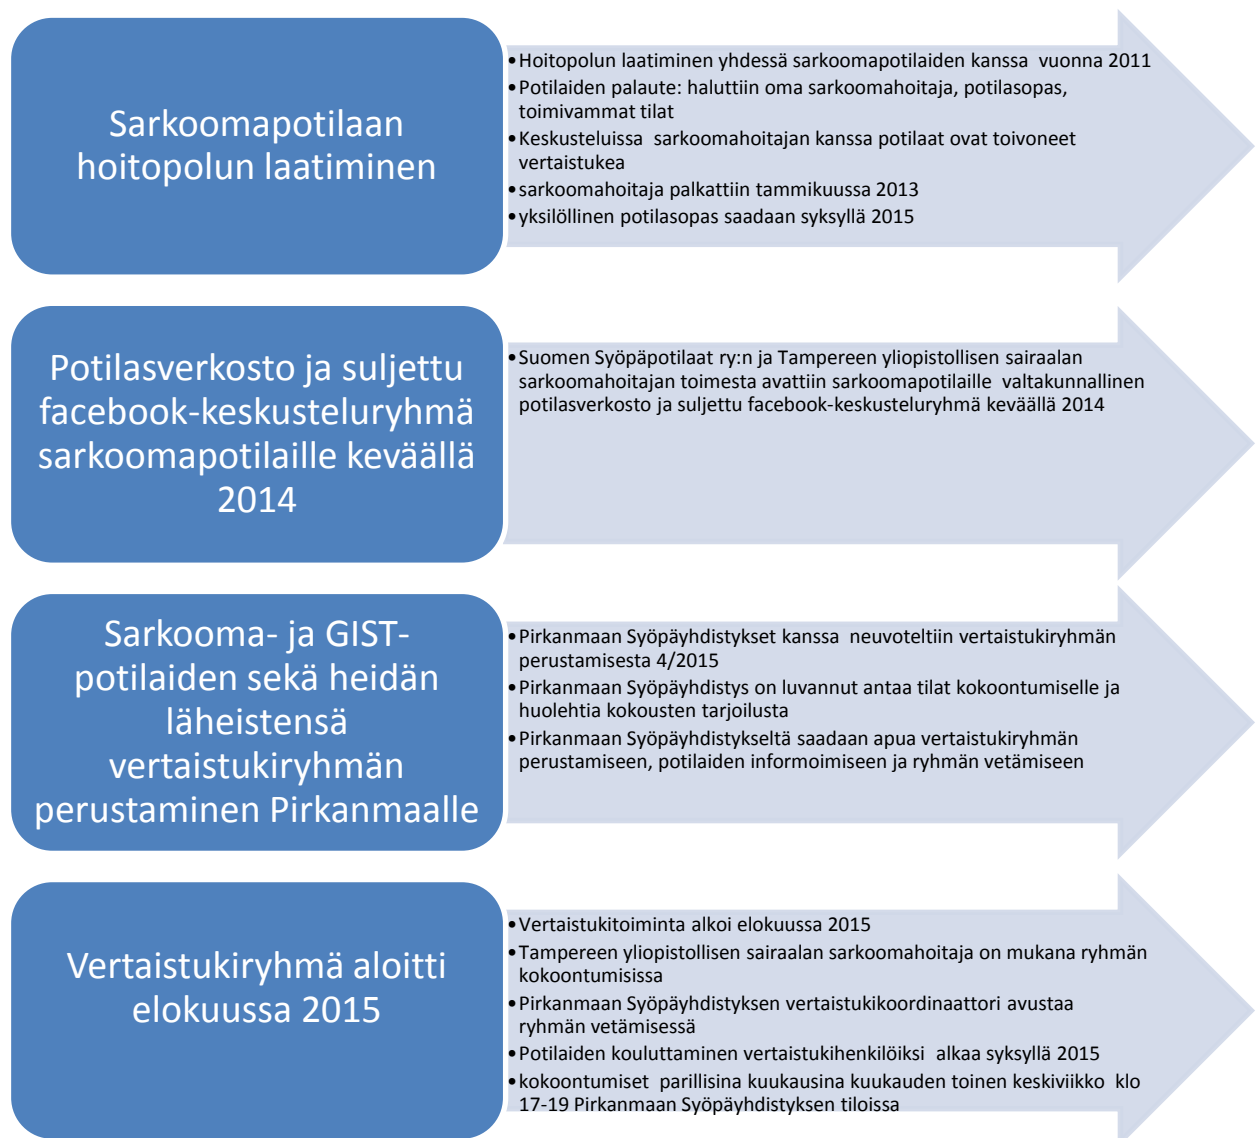 Sarkoomapotilaan
hoitopolun laatiminen
•Hoitopolun laatiminen yhdessä sarkoomapotilaiden kanssa vuonna 2011
•Potilaiden palaute: haluttiin oma sarkoomahoitaja, potilasopas,
toimivammat tilat
•Keskusteluissa sarkoomahoitajan kanssa potilaat ovat toivoneet
vertaistukea
•sarkoomahoitaja palkattiin tammikuussa 2013
•yksilöllinen potilasopas saadaan syksyllä 2015
Potilasverkosto ja suljettu
facebook-keskusteluryhmä
sarkoomapotilaille keväällä
2014
•Suomen Syöpäpotilaat ry:n ja Tampereen yliopistollisen sairaalan
sarkoomahoitajan toimesta avattiin sarkoomapotilaille valtakunnallinen
potilasverkosto ja suljettu facebook-keskusteluryhmä keväällä 2014
Sarkooma- ja GIST-
potilaiden sekä heidän
läheistensä
vertaistukiryhmän
perustaminen Pirkanmaalle
•Pirkanmaan Syöpäyhdistykset kanssa neuvoteltiin vertaistukiryhmän
perustamisesta 4/2015
•Pirkanmaan Syöpäyhdistys on luvannut antaa tilat kokoontumiselle ja
huolehtia kokousten tarjoilusta
•Pirkanmaan Syöpäyhdistykseltä saadaan apua vertaistukiryhmän
perustamiseen, potilaiden informoimiseen ja ryhmän vetämiseen
Vertaistukiryhmä aloitti
elokuussa 2015
•Vertaistukitoiminta alkoi elokuussa 2015
•Tampereen yliopistollisen sairaalan sarkoomahoitaja on mukana ryhmän
kokoontumisissa
•Pirkanmaan Syöpäyhdistyksen vertaistukikoordinaattori avustaa
ryhmän vetämisessä
•Potilaiden kouluttaminen vertaistukihenkilöiksi alkaa syksyllä 2015
•kokoontumiset parillisina kuukausina kuukauden toinen keskiviikko klo
17-19 Pirkanmaan Syöpäyhdistyksen tiloissa